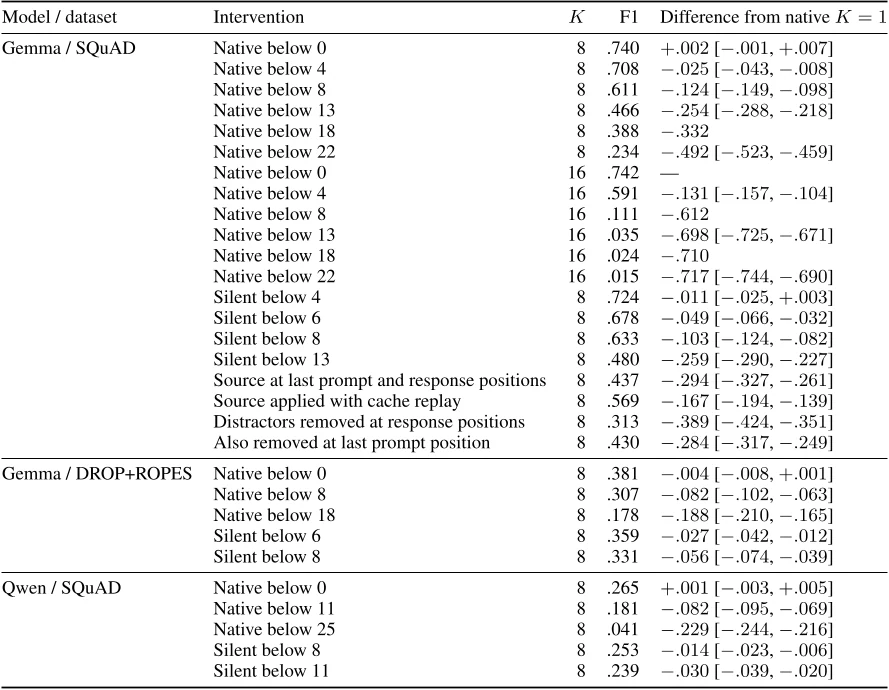 Model / dataset Intervention K F1 Difference from native K = 1
Gemma / SQuAD Native below 0 8 .740 +.002 [−.001, +.007]
Native below 4 8 .708 −.025 [−.043, −.008]
Native below 8 8 .611 −.124 [−.149, −.098]
Native below 13 8 .466 −.254 [−.288, −.218]
Native below 18 8 .388 −.332
Native below 22 8 .234 −.492 [−.523, −.459]
Native below 0 16 .742 —
Native below 4 16 .591 −.131 [−.157, −.104]
Native below 8 16 .111 −.612
Native below 13 16 .035 −.698 [−.725, −.671]
Native below 18 16 .024 −.710
Native below 22 16 .015 −.717 [−.744, −.690]
Silent below 4 8 .724 −.011 [−.025, +.003]
Silent below 6 8 .678 −.049 [−.066, −.032]
Silent below 8 8 .633 −.103 [−.124, −.082]
Silent below 13 8 .480 −.259 [−.290, −.227]
Source at last prompt and response positions 8 .437 −.294 [−.327, −.261]
Source applied with cache replay 8 .569 −.167 [−.194, −.139]
Distractors removed at response positions 8 .313 −.389 [−.424, −.351]
Also removed at last prompt position 8 .430 −.284 [−.317, −.249]
Gemma / DROP+ROPES Native below 0 8 .381 −.004 [−.008, +.001]
Native below 8 8 .307 −.082 [−.102, −.063]
Native below 18 8 .178 −.188 [−.210, −.165]
Silent below 6 8 .359 −.027 [−.042, −.012]
Silent below 8 8 .331 −.056 [−.074, −.039]
Qwen / SQuAD Native below 0 8 .265 +.001 [−.003, +.005]
Native below 11 8 .181 −.082 [−.095, −.069]
Native below 25 8 .041 −.229 [−.244, −.216]
Silent below 8 8 .253 −.014 [−.023, −.006]
Silent below 11 8 .239 −.030 [−.039, −.020]